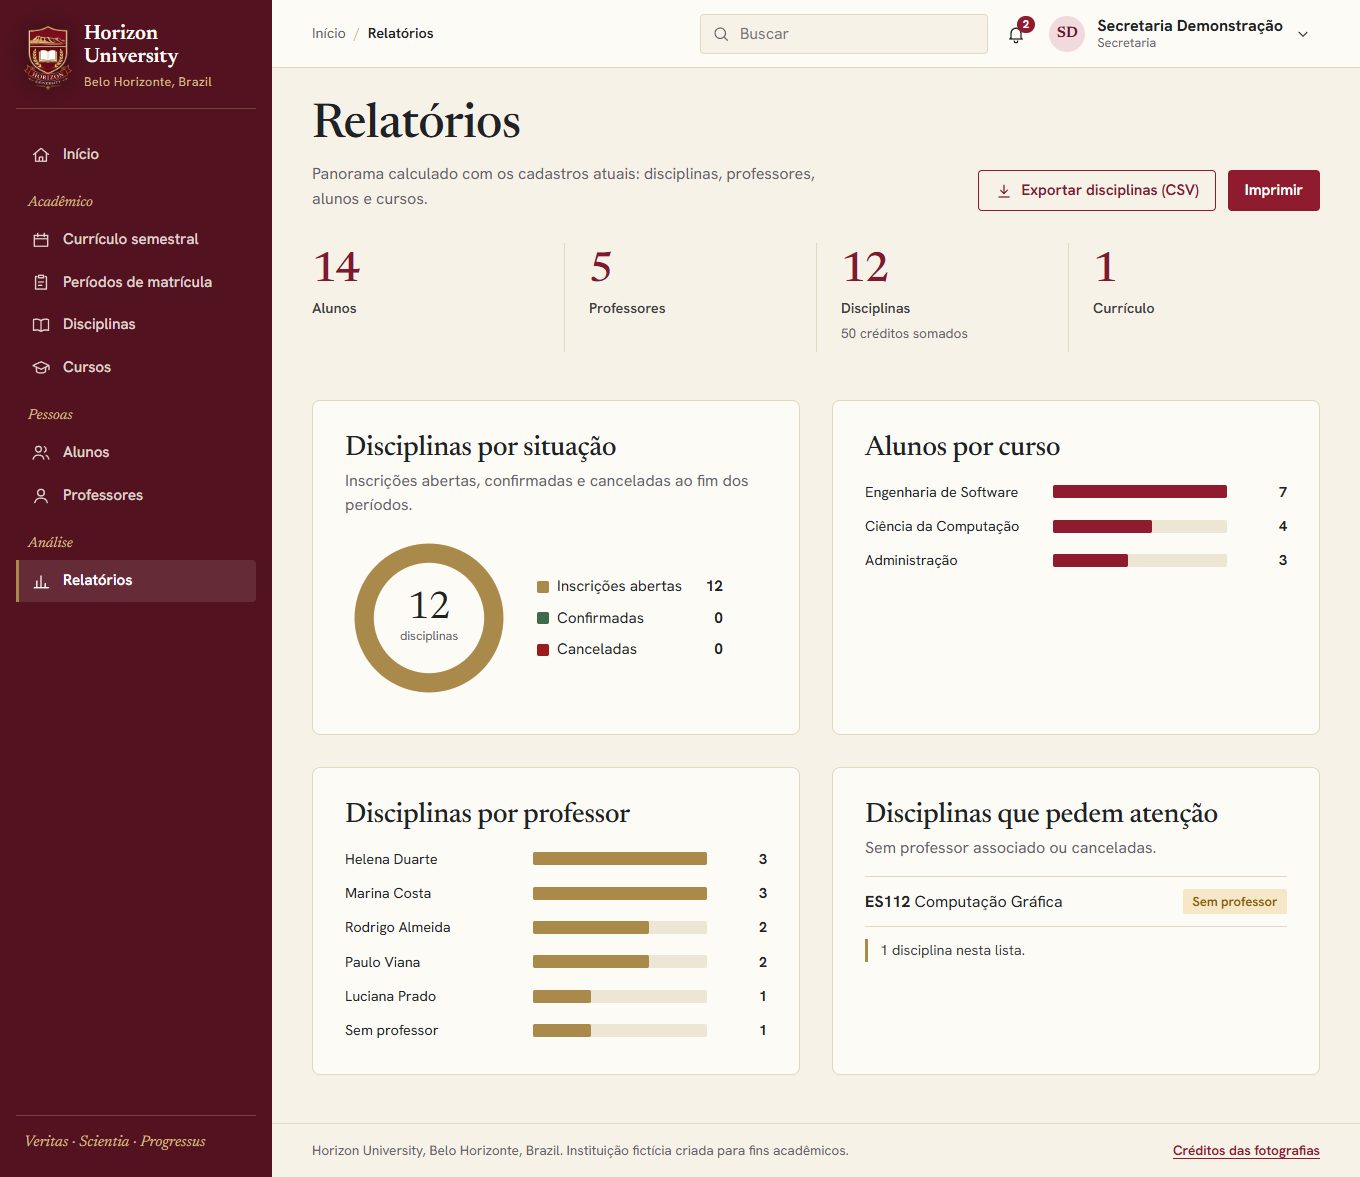 Horizon
University
Belo Horizonte, Brazil
HORIZON
Início
Acadêmico
Currículo semestral
Períodos de matrícula
Disciplinas
Cursos
Pessoas
Alunos
Professores
Análise
Relatórios
Veritas · Scientia · Progressus
Início / Relatórios
Buscar
2
SD
Secretaria Demonstração
Secretaria
Relatórios
Panorama calculado com os cadastros atuais: disciplinas, professores,
alunos e cursos.
Exportar disciplinas (CSV)
Imprimir
14
Alunos
5
Professores
12
Disciplinas
50 créditos somados
1
Currículo
Disciplinas por situação
Inscrições abertas, confirmadas e canceladas ao fim dos
períodos.
12
disciplinas
Inscrições abertas 12
Confirmadas 0
Canceladas 0
Alunos por curso
Engenharia de Software 7
Ciência da Computação 4
Administração 3
Disciplinas por professor
Helena Duarte 3
Marina Costa 3
Rodrigo Almeida 2
Paulo Viana 2
Luciana Prado 1
Sem professor 1
Disciplinas que pedem atenção
Sem professor associado ou canceladas.
ES112 Computação Gráfica Sem professor
1 disciplina nesta lista.
Horizon University, Belo Horizonte, Brazil. Instituição fictícia criada para fins acadêmicos.
Créditos das fotografias